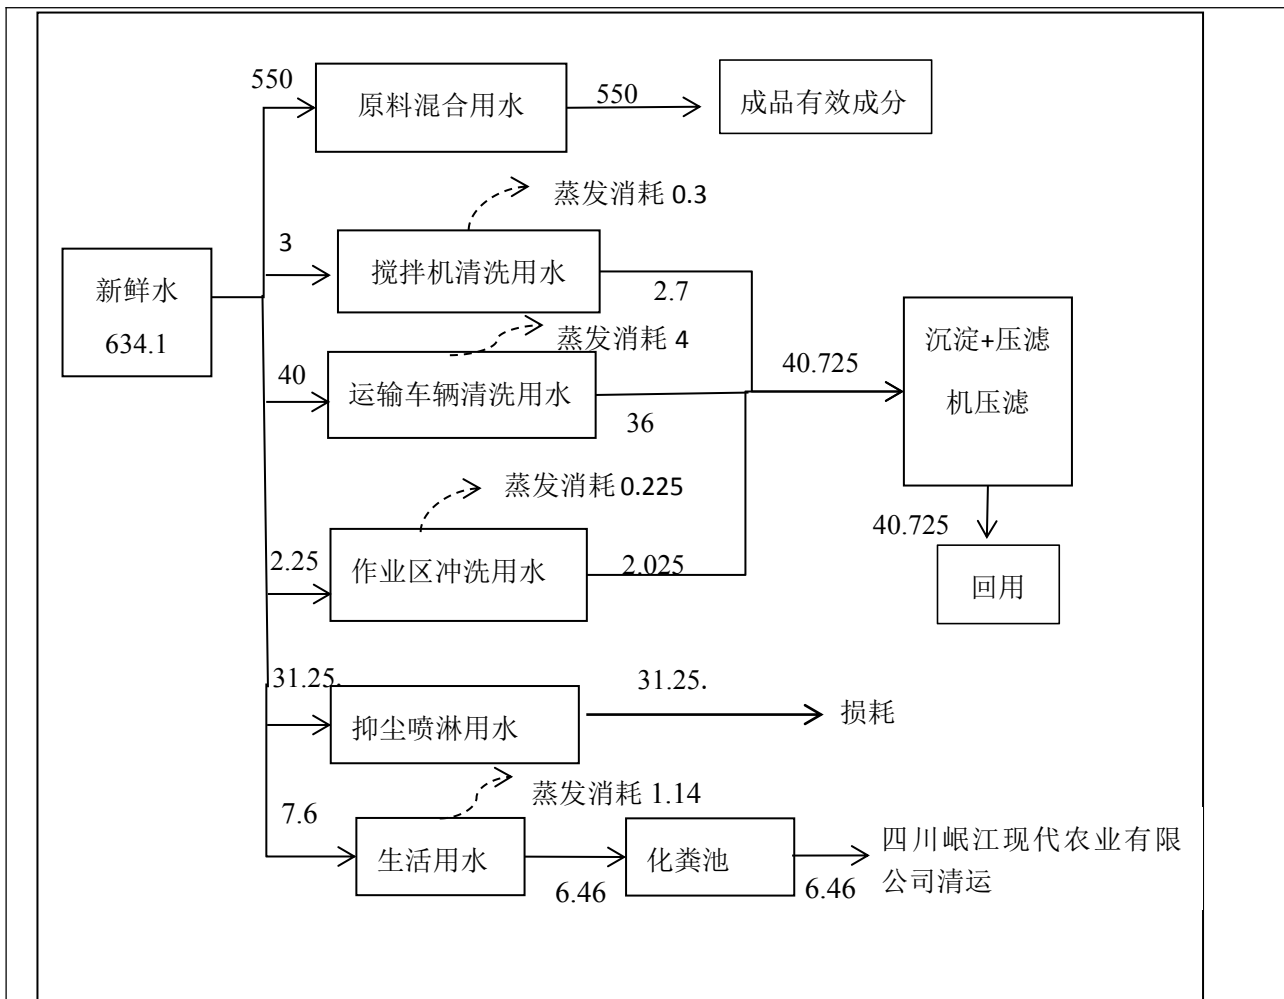 550
原料混合用水
550
成品有效成分
蒸发消耗 0.3
3
搅拌机清洗用水
2.7
新鲜水
634.1
蒸发消耗 4
40
运输车辆清洗用水
36
40.725
沉淀+压滤
机压滤
蒸发消耗 0.225
2.25
作业区冲洗用水
2.025
40.725
回用
31.25.
抑尘喷淋用水
31.25.
损耗
蒸发消耗 1.14
7.6
生活用水
6.46
化粪池
6.46
四川岷江现代农业有限
公司清运